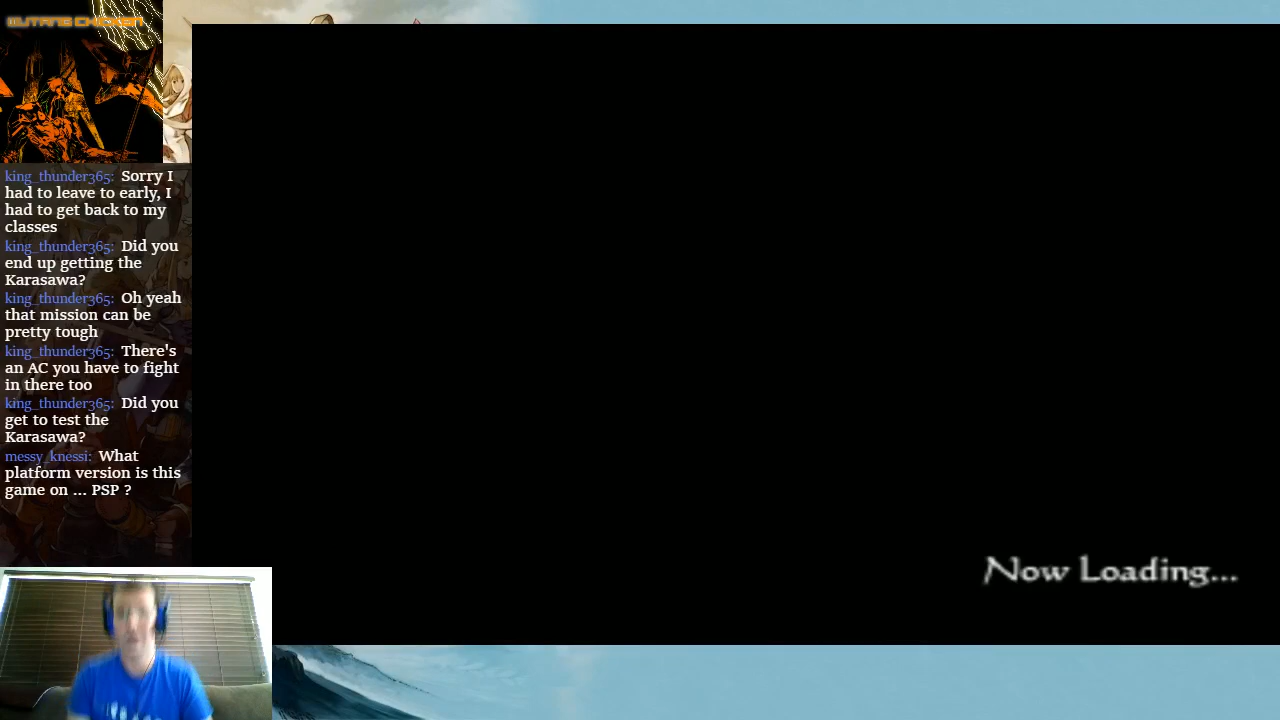 WUTANG CHICKEN
king_thunder365: Sorry I
had to leave to early, I
had to get back to my
classes
king_thunder365: Did you
end up getting the
Karasawa?
king_thunder365: Oh yeah
that mission can be
pretty tough
king_thunder365: There's
an AC you have to fight
in there too
king_thunder365: Did you
get to test the
Karasawa?
messy_knessi: What
platform version is this
game on ... PSP ?
Now Loading...